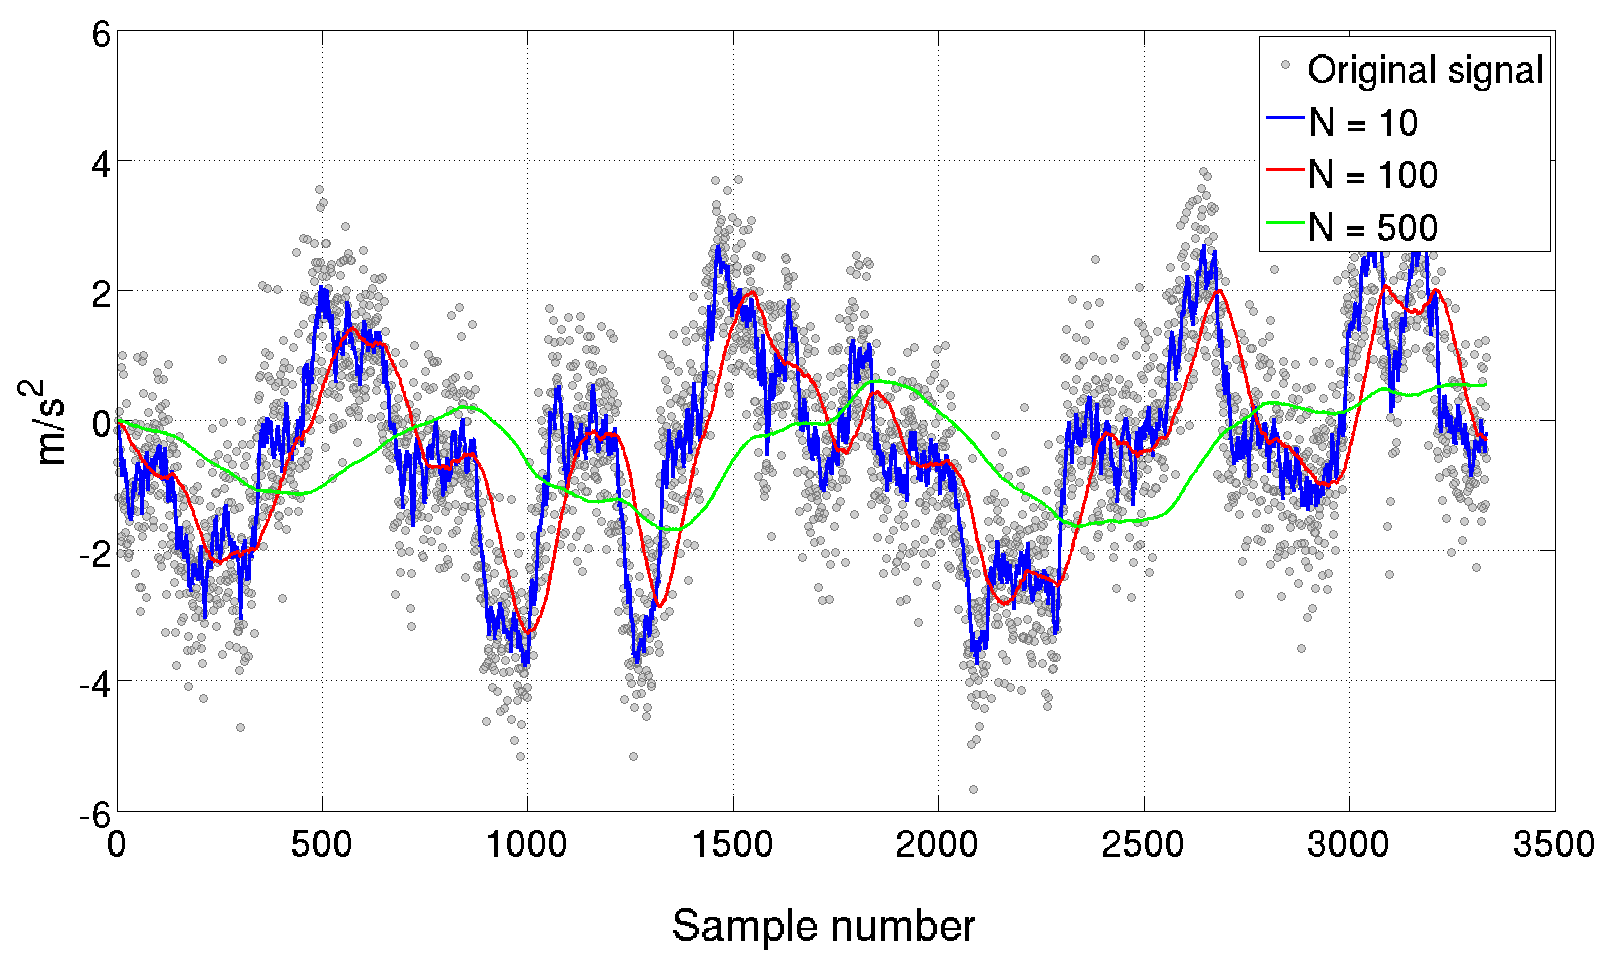 6
4
2
0
-2
-4
-6
m/s²
0 500 1000 1500 2000 2500 3000 3500
Sample number
Original signal
N = 10
N = 100
N = 500